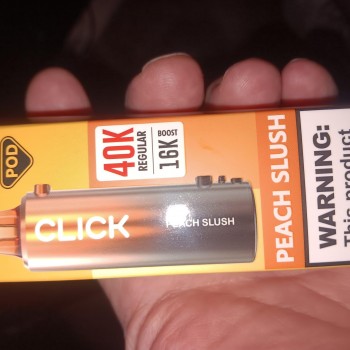 POD
40K
REGULAR
16K
BOOST
CLICK
PEACH SLUSH
PEACH SLUSH
WARNING:
This product